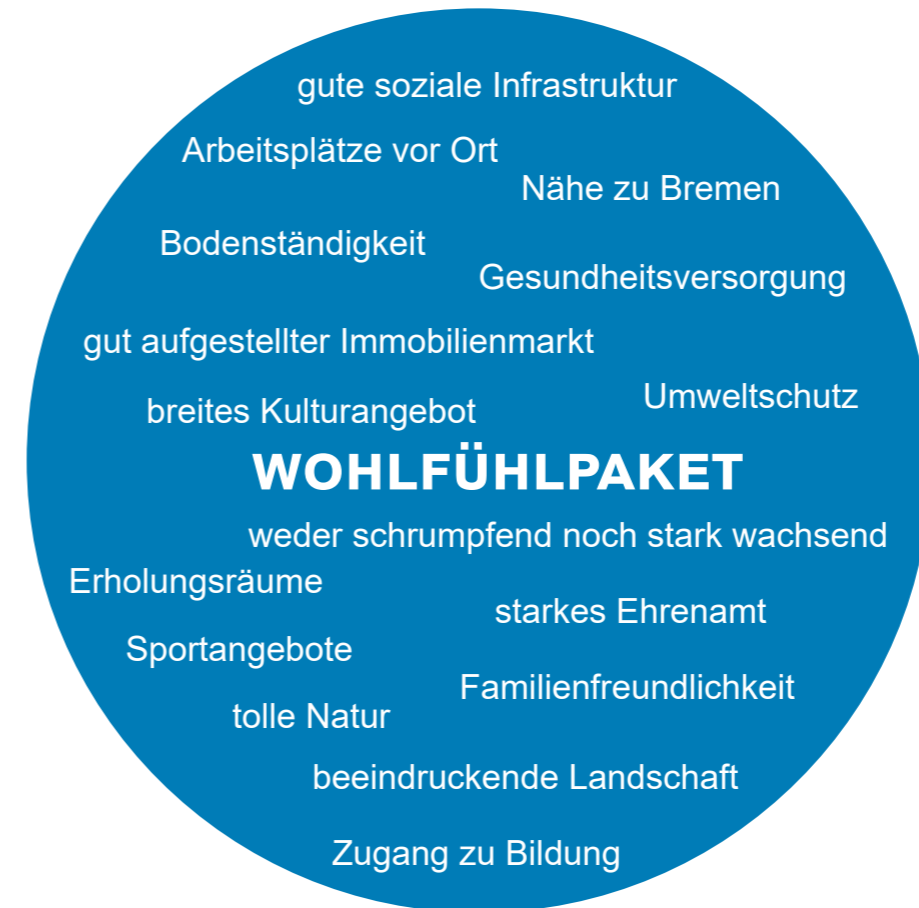 gute soziale Infrastruktur
Arbeitsplätze vor Ort
Nähe zu Bremen
Bodenständigkeit
Gesundheitsversorgung
gut aufgestellter Immobilienmarkt
Umweltschutz
breites Kulturangebot
WOHLFÜHLPAKET
weder schrumpfend noch stark wachsend
Erholungsräume
starkes Ehrenamt
Sportangebote
Familienfreundlichkeit
tolle Natur
beeindruckende Landschaft
Zugang zu Bildung